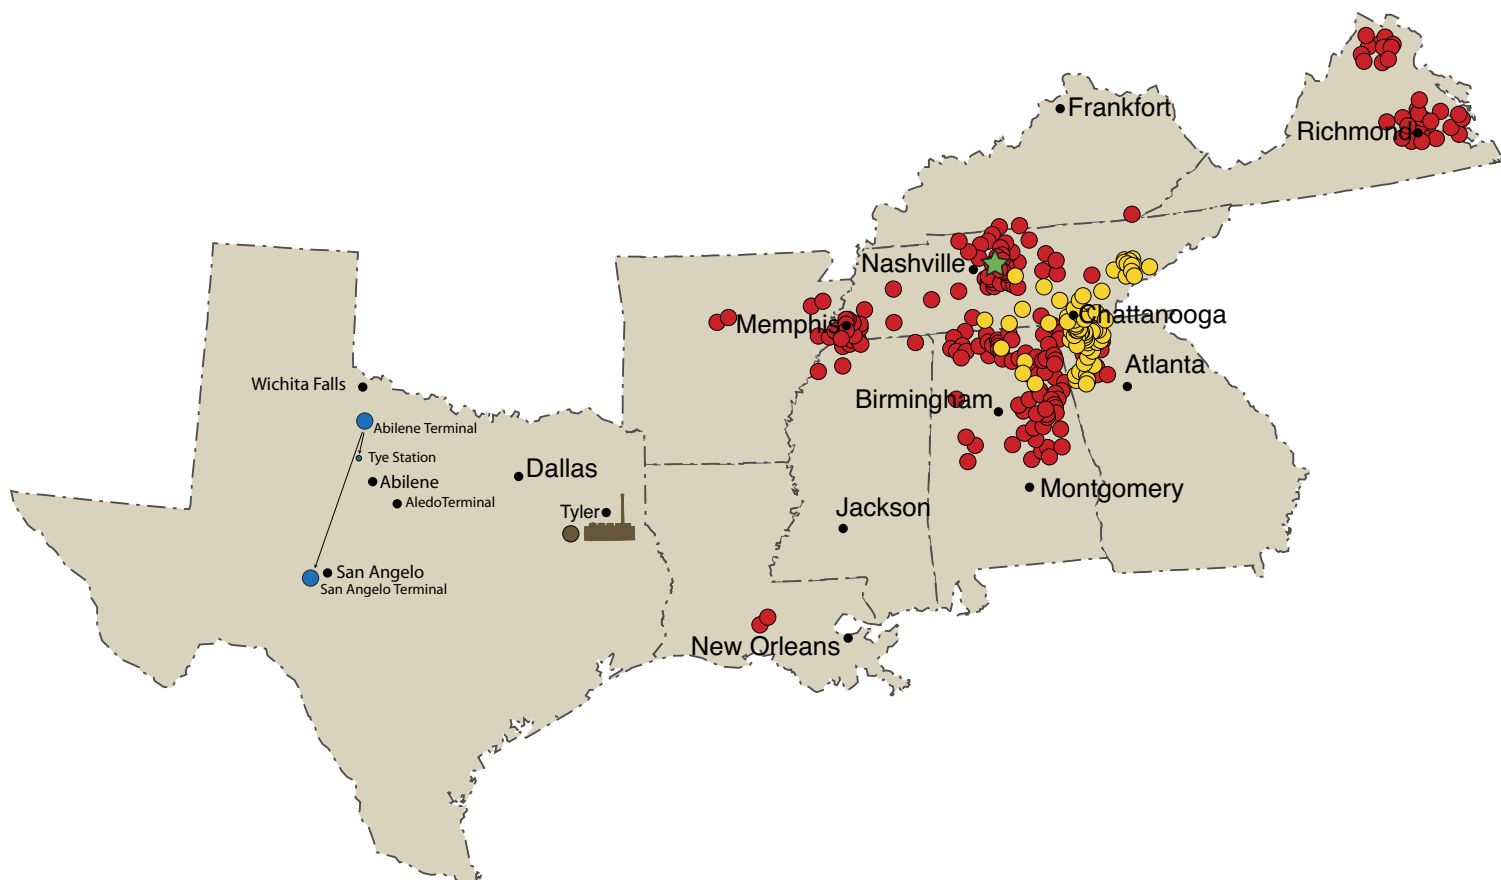 Frankfort
Richmond
Nashville
Memphis
Chattanooga
Atlanta
Wichita Falls
Birmingham
Abilene Terminal
Tye Station
Dallas
Abilene
AledoTerminal
Montgomery
Tyler
Jackson
San Angelo
San Angelo Terminal
New Orleans